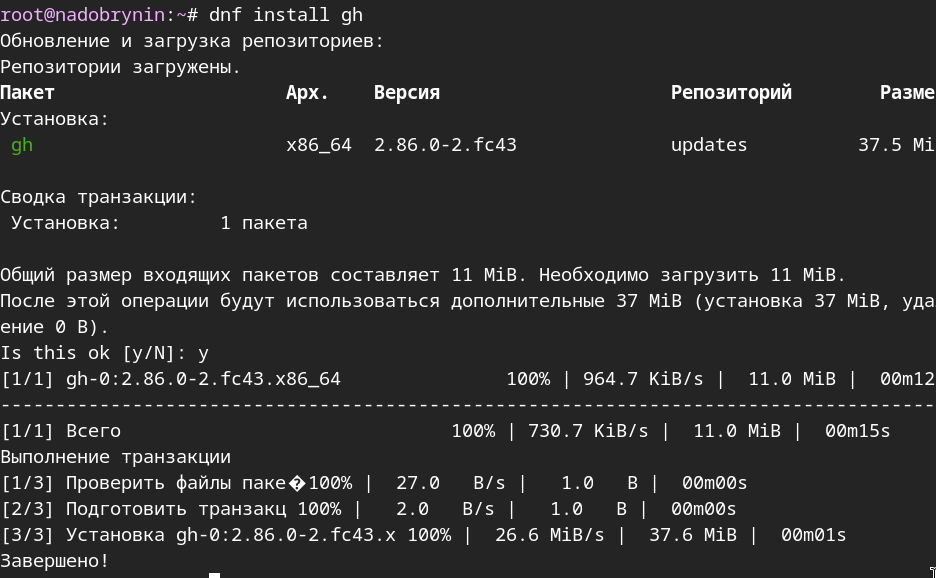 root@nadobrynin:~# dnf install gh
Обновление и загрузка репозиториев:
Репозитории загружены.
Пакет Арх. Версия Репозиторий Разме
Установка:
gh x86_64 2.86.0-2.fc43 updates 37.5 Mi
Сводка транзакции:
Установка: 1 пакета
Общий размер входящих пакетов составляет 11 MiB. Необходимо загрузить 11 MiB.
После этой операции будут использоваться дополнительные 37 MiB (установка 37 MiB, уда
ение 0 B).
Is this ok [y/N]: y
[1/1] gh-0:2.86.0-2.fc43.x86_64 100% | 964.7 KiB/s | 11.0 MiB | 00m12
--------------------------------------------------------------------------------------
[1/1] Всего 100% | 730.7 KiB/s | 11.0 MiB | 00m15s
Выполнение транзакции
[1/3] Проверить файлы паке�100% | 27.0 B/s | 1.0 B | 00m00s
[2/3] Подготовить транзакц 100% | 2.0 B/s | 1.0 B | 00m00s
[3/3] Установка gh-0:2.86.0-2.fc43.x 100% | 26.6 MiB/s | 37.6 MiB | 00m01s
Завершено!